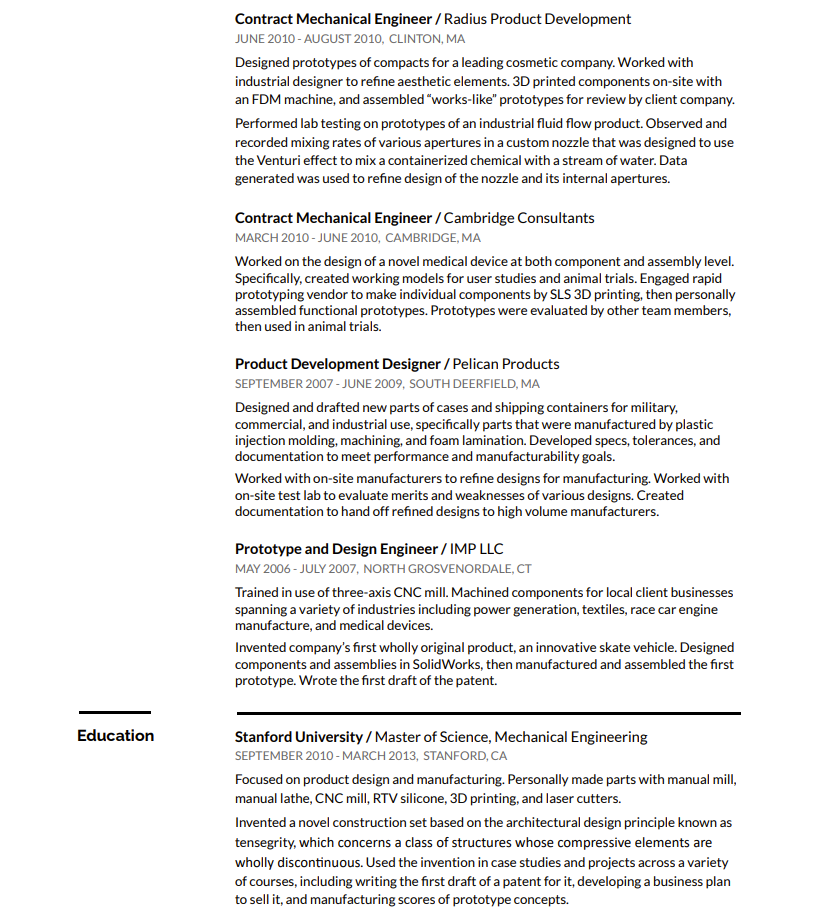 Contract Mechanical Engineer / Radius Product Development
JUNE 2010 - AUGUST 2010, CLINTON, MA
Designed prototypes of compacts for a leading cosmetic company. Worked with
industrial designer to refine aesthetic elements. 3D printed components on-site with
an FDM machine, and assembled “works-like” prototypes for review by client company.
Performed lab testing on prototypes of an industrial fluid flow product. Observed and
recorded mixing rates of various apertures in a custom nozzle that was designed to use
the Venturi effect to mix a containerized chemical with a stream of water. Data
generated was used to refine design of the nozzle and its internal apertures.
Contract Mechanical Engineer / Cambridge Consultants
MARCH 2010 - JUNE 2010, CAMBRIDGE, MA
Worked on the design of a novel medical device at both component and assembly level.
Specifically, created working models for user studies and animal trials. Engaged rapid
prototyping vendor to make individual components by SLS 3D printing, then personally
assembled functional prototypes. Prototypes were evaluated by other team members,
then used in animal trials.
Product Development Designer / Pelican Products
SEPTEMBER 2007 - JUNE 2009, SOUTH DEERFIELD, MA
Designed and drafted new parts of cases and shipping containers for military,
commercial, and industrial use, specifically parts that were manufactured by plastic
injection molding, machining, and foam lamination. Developed specs, tolerances, and
documentation to meet performance and manufacturability goals.
Worked with on-site manufacturers to refine designs for manufacturing. Worked with
on-site test lab to evaluate merits and weaknesses of various designs. Created
documentation to hand off refined designs to high volume manufacturers.
Prototype and Design Engineer / IMP LLC
MAY 2006 - JULY 2007, NORTH GROSVENORDALE, CT
Trained in use of three-axis CNC mill. Machined components for local client businesses
spanning a variety of industries including power generation, textiles, race car engine
manufacture, and medical devices.
Invented company’s first wholly original product, an innovative skate vehicle. Designed
components and assemblies in SolidWorks, then manufactured and assembled the first
prototype. Wrote the first draft of the patent.
Education
Stanford University / Master of Science, Mechanical Engineering
SEPTEMBER 2010 - MARCH 2013, STANFORD, CA
Focused on product design and manufacturing. Personally made parts with manual mill,
manual lathe, CNC mill, RTV silicone, 3D printing, and laser cutters.
Invented a novel construction set based on the architectural design principle known as
tensegrity, which concerns a class of structures whose compressive elements are
wholly discontinuous. Used the invention in case studies and projects across a variety
of courses, including writing the first draft of a patent for it, developing a business plan
to sell it, and manufacturing scores of prototype concepts.